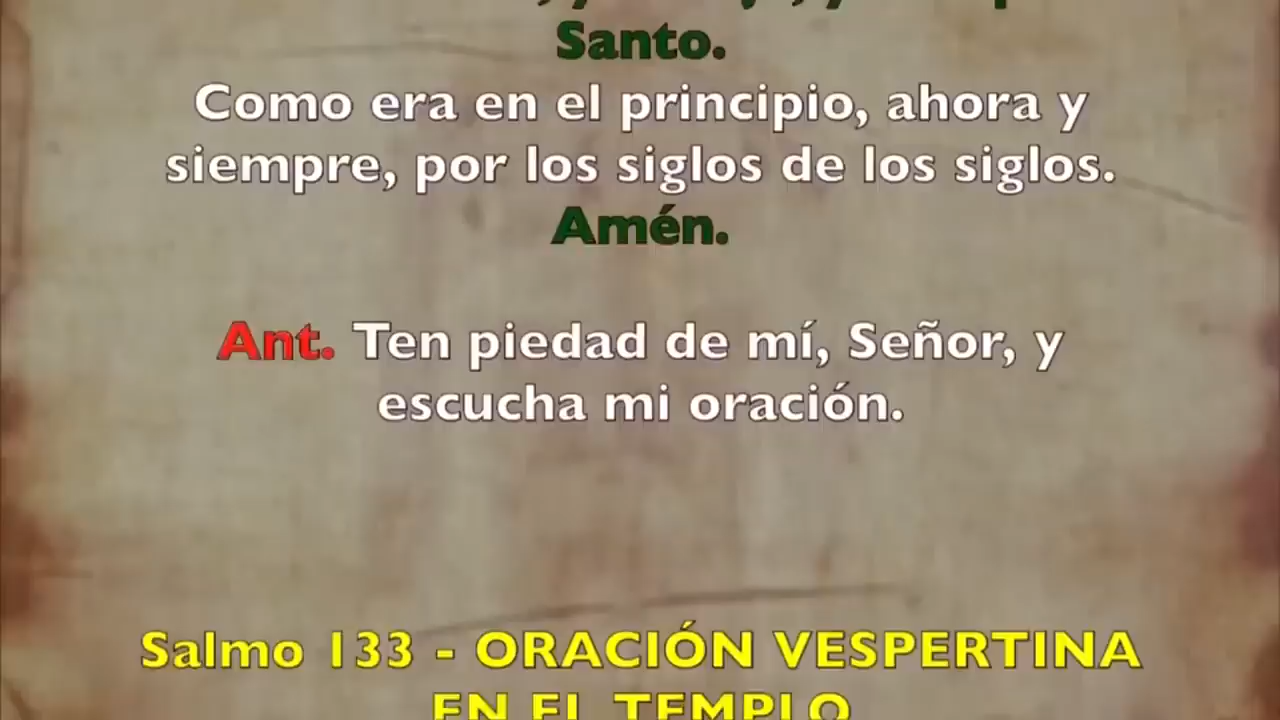 Santo.
Como era en el principio, ahora y
siempre, por los siglos de los siglos.
Amén.
Ant. Ten piedad de mí, Señor, y
escucha mi oración.
Salmo 133 - ORACIÓN VESPERTINA
EN EL TEMPLO